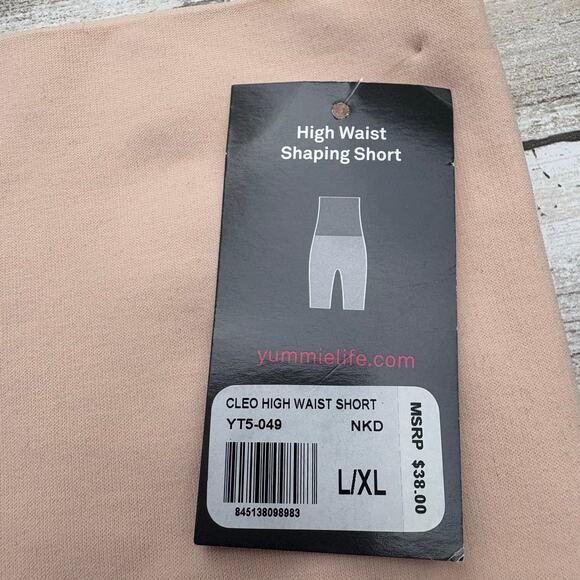 High Waist
Shaping Short
yummielife.com
CLEO HIGH WAIST SHORT
YT5-049 NKD
L/XL
845138098983
MSRP $38.00